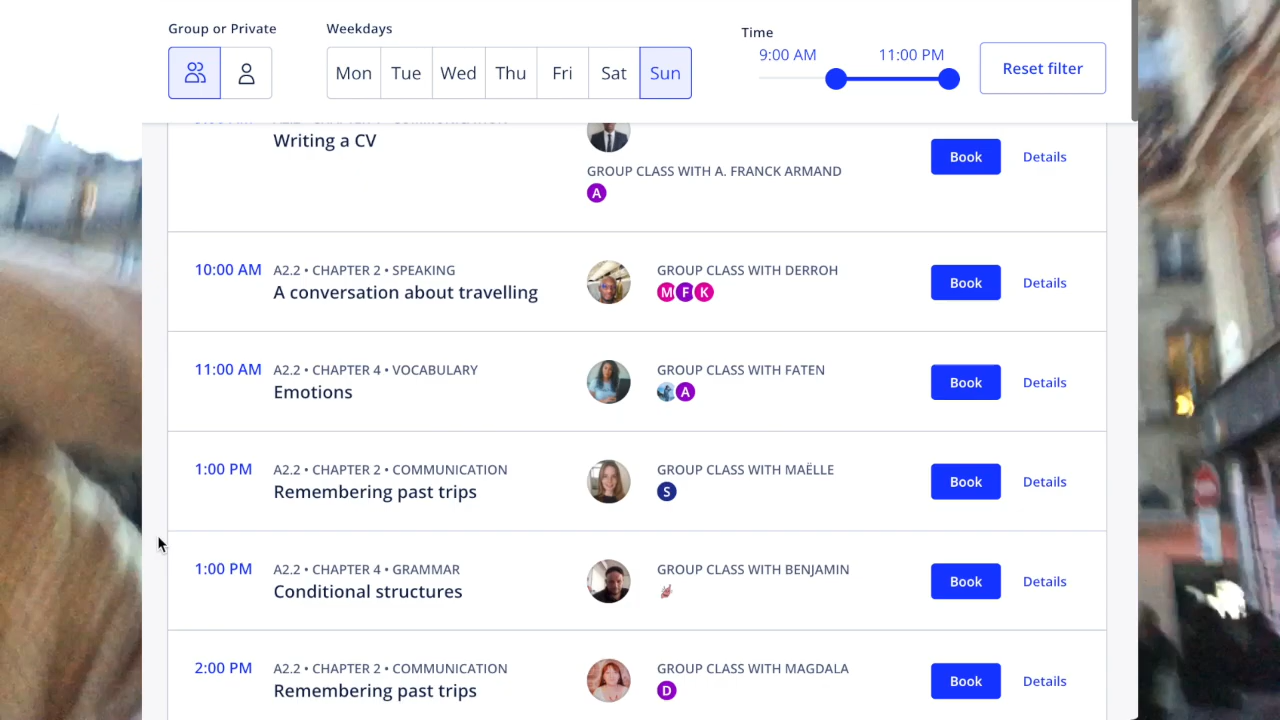 Group or Private
Weekdays
Time
9:00 AM 11:00 PM
Mon Tue Wed Thu Fri Sat Sun
Reset filter
Writing a CV
GROUP CLASS WITH A. FRANCK ARMAND
A
Book Details
10:00 AM A2.2 • CHAPTER 2 • SPEAKING GROUP CLASS WITH DERROH
A conversation about travelling M F K Book Details
11:00 AM A2.2 • CHAPTER 4 • VOCABULARY GROUP CLASS WITH FATEN
Emotions A Book Details
1:00 PM A2.2 • CHAPTER 2 • COMMUNICATION GROUP CLASS WITH MAËLLE
Remembering past trips S Book Details
1:00 PM A2.2 • CHAPTER 4 • GRAMMAR GROUP CLASS WITH BENJAMIN
Conditional structures Book Details
2:00 PM A2.2 • CHAPTER 2 • COMMUNICATION GROUP CLASS WITH MAGDALA
Remembering past trips D Book Details